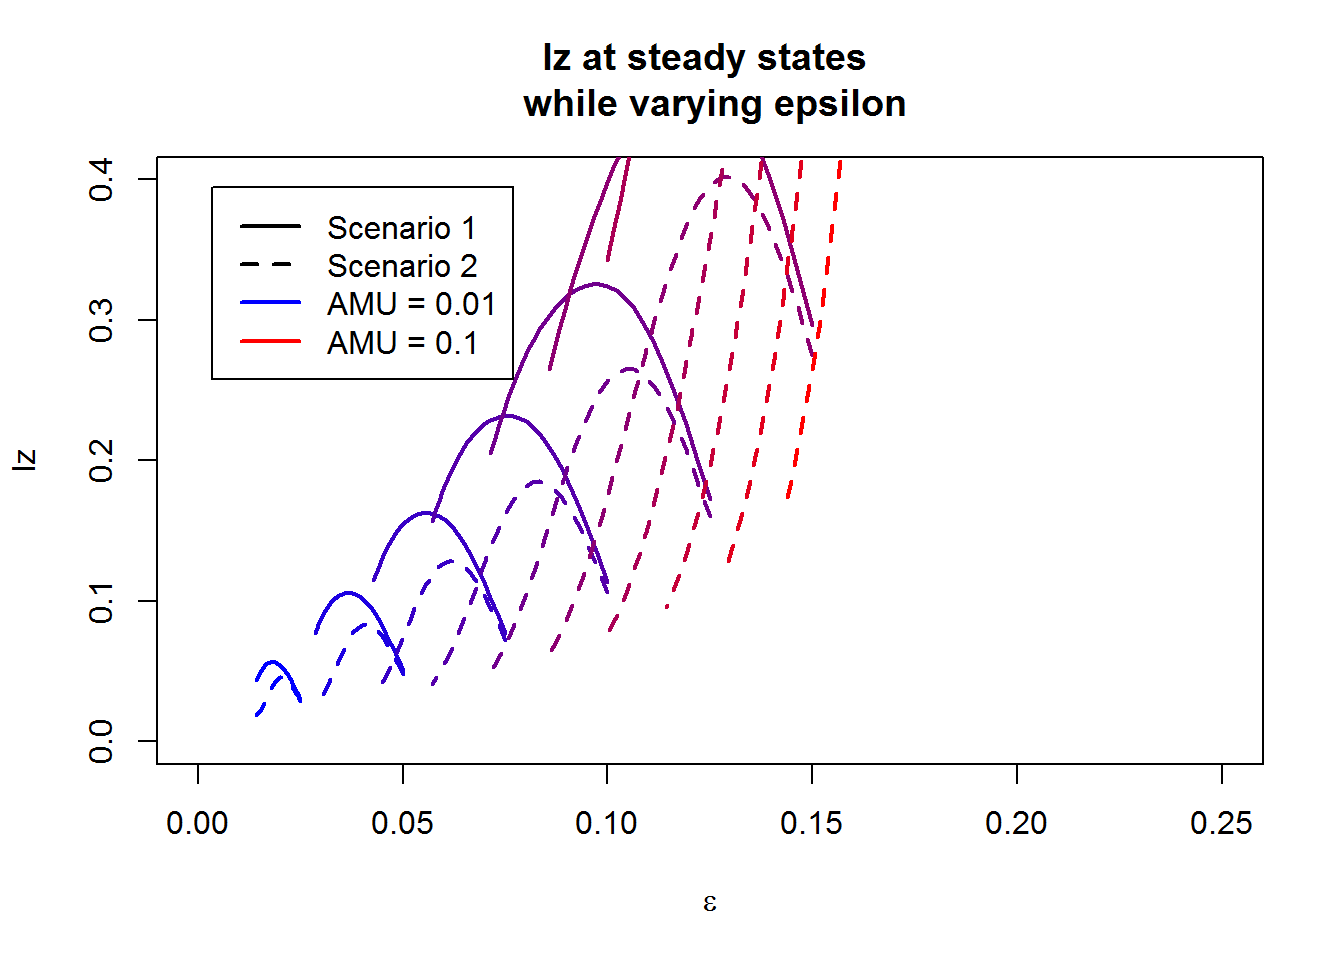 Iz at steady states
while varying epsilon
Iz
0.4
0.3
0.2
0.1
0.0
Scenario 1
Scenario 2
AMU = 0.01
AMU = 0.1
0.00 0.05 0.10 0.15 0.20 0.25
ε